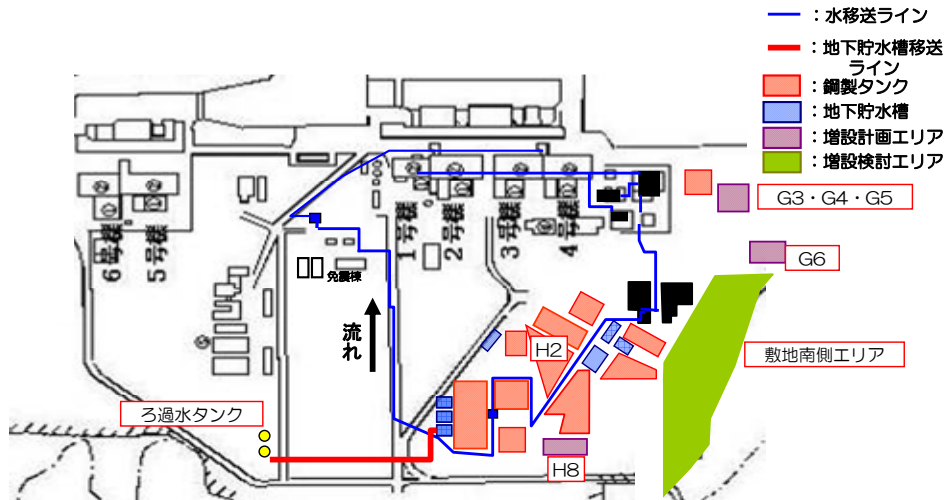 ：水移送ライン
：地下貯水槽移送
ライン
：鋼製タンク
：地下貯水槽
：増設計画エリア
：増設検討エリア
G3・G4・G5
G6
敷地南側エリア
6号機
5号機
1号機
2号機
3号機
4号機
免震棟
流れ
H2
ろ過水タンク
H8